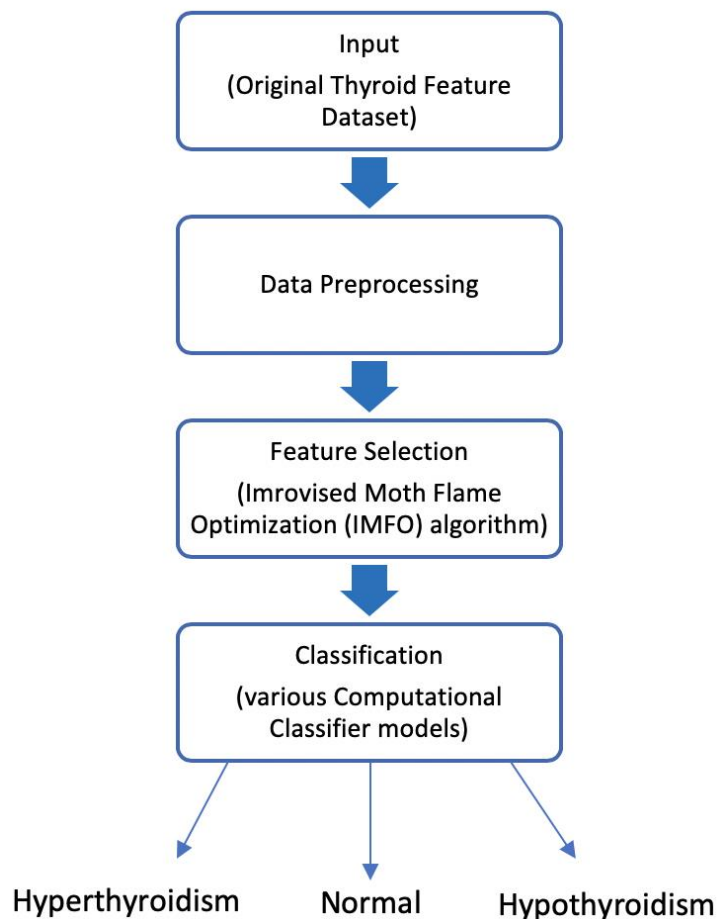 Input
(Original Thyroid Feature
Dataset)
Data Preprocessing
Feature Selection
(Imrovised Moth Flame
Optimization (IMFO) algorithm)
Classification
(various Computational
Classifier models)
Hyperthyroidism Normal Hypothyroidism